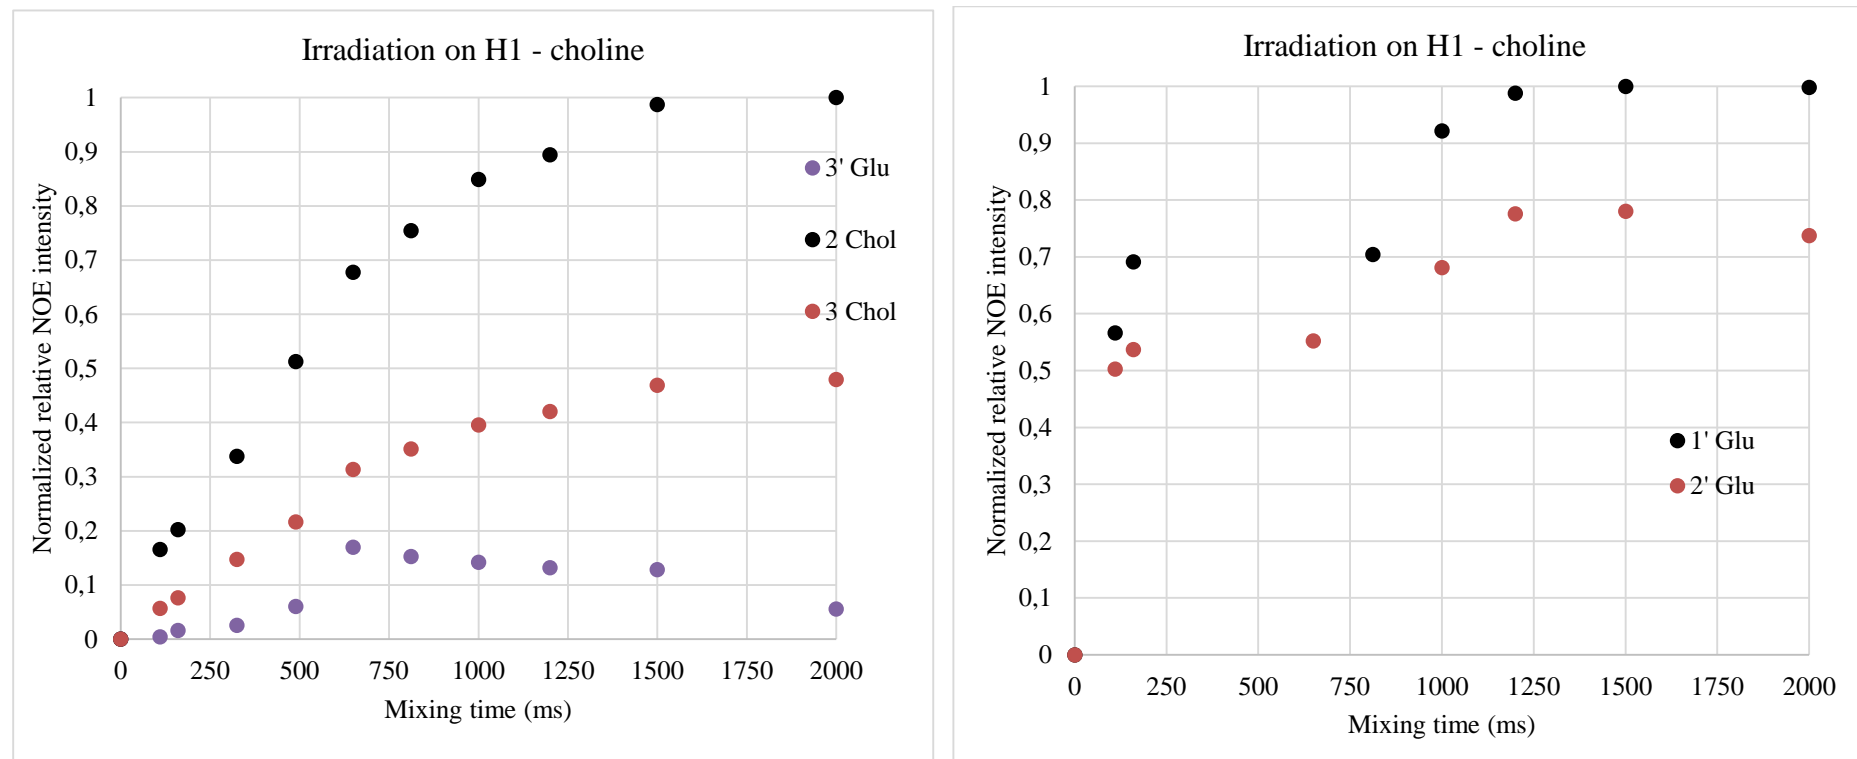 Irradiation on H1 - choline
Normalized relative NOE intensity
1
0,9
0,8
0,7
0,6
0,5
0,4
0,3
0,2
0,1
0
0 250 500 750 1000 1250 1500 1750 2000
Mixing time (ms)
3' Glu
2 Chol
3 Chol
Irradiation on H1 - choline
Normalized relative NOE intensity
1
0,9
0,8
0,7
0,6
0,5
0,4
0,3
0,2
0,1
0
0 250 500 750 1000 1250 1500 1750 2000
Mixing time (ms)
1' Glu
2' Glu